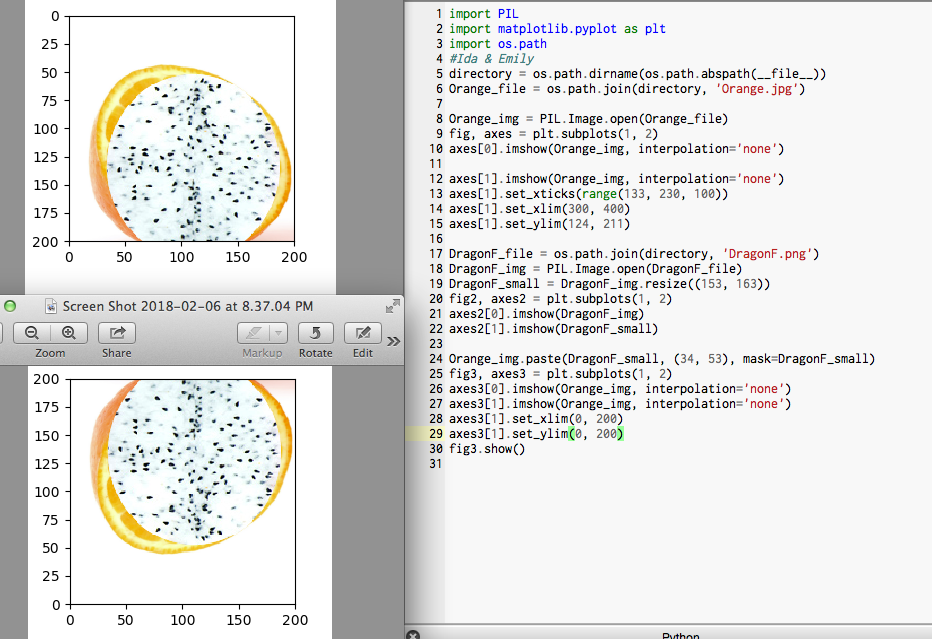 0
25
50
75
100
125
150
175
200
0 50 100 150 200
Screen Shot 2018-02-06 at 8.37.04 PM
Zoom Share Markup Rotate Edit
200
175
150
125
100
75
50
25
0
0 50 100 150 200
1 import PIL
2 import matplotlib.pyplot as plt
3 import os.path
4 #Ida & Emily
5 directory = os.path.dirname(os.path.abspath(__file__))
6 Orange_file = os.path.join(directory, 'Orange.jpg')
7
8 Orange_img = PIL.Image.open(Orange_file)
9 fig, axes = plt.subplots(1, 2)
10 axes[0].imshow(Orange_img, interpolation='none')
11
12 axes[1].imshow(Orange_img, interpolation='none')
13 axes[1].set_xticks(range(133, 230, 100))
14 axes[1].set_xlim(300, 400)
15 axes[1].set_ylim(124, 211)
16
17 DragonF_file = os.path.join(directory, 'DragonF.png')
18 DragonF_img = PIL.Image.open(DragonF_file)
19 DragonF_small = DragonF_img.resize((153, 163))
20 fig2, axes2 = plt.subplots(1, 2)
21 axes2[0].imshow(DragonF_img)
22 axes2[1].imshow(DragonF_small)
23
24 Orange_img.paste(DragonF_small, (34, 53), mask=DragonF_small)
25 fig3, axes3 = plt.subplots(1, 2)
26 axes3[0].imshow(Orange_img, interpolation='none')
27 axes3[1].imshow(Orange_img, interpolation='none')
28 axes3[1].set_xlim(0, 200)
29 axes3[1].set_ylim(0, 200)
30 fig3.show()
31
Python